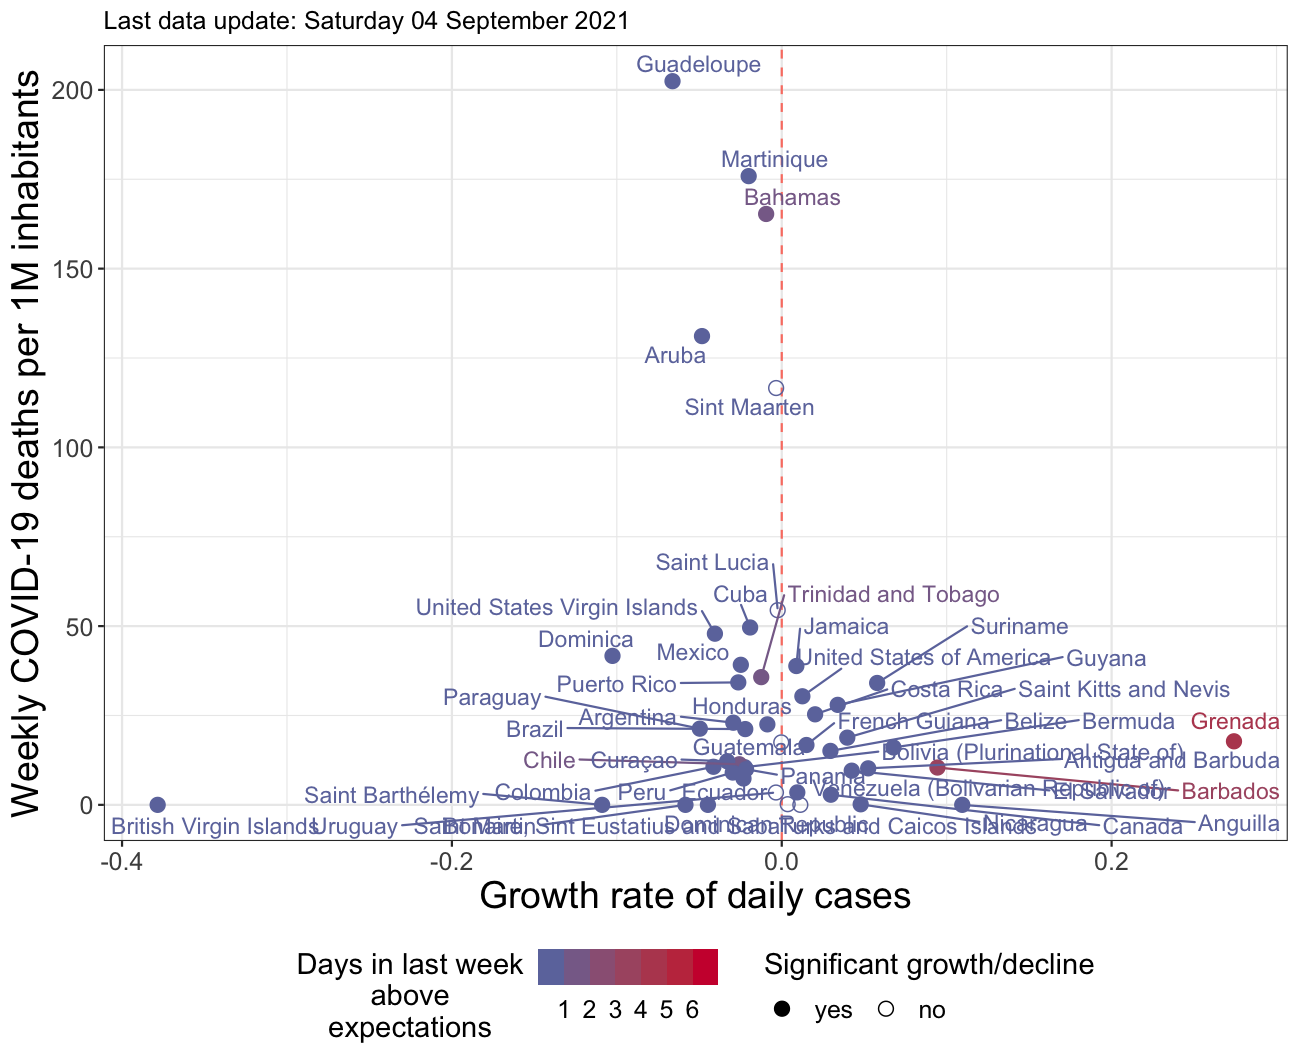 Last data update: Saturday 04 September 2021
Weekly COVID-19 deaths per 1M inhabitants
200
150
100
50
0
Guadeloupe
Martinique
Bahamas
Aruba
Sint Maarten
Saint Lucia
Cuba
Trinidad and Tobago
United States Virgin Islands
Jamaica
Suriname
Dominica
Mexico
United States of America
Guyana
Puerto Rico
Costa Rica
Saint Kitts and Nevis
Paraguay
Honduras
Argentina
Brazil
French Guiana
Belize
Bermuda
Grenada
Guatemala
Bolivia (Plurinational State of)
Chile
Curaçao
Antigua and Barbuda
Panama
Saint Barthélemy
Colombia
Peru
Ecuador
Venezuela (Bolivarian Republic of)
El Salvador
Barbados
British Virgin Islands
Uruguay
Saint Martin
Bonaire, Sint Eustatius and Saba
Dominican Republic
Turks and Caicos Islands
Nicaragua
Canada
Anguilla
-0.4
-0.2
0.0
0.2
Growth rate of daily cases
Days in last week
above
expectations
1 2 3 4 5 6
Significant growth/decline
yes
no